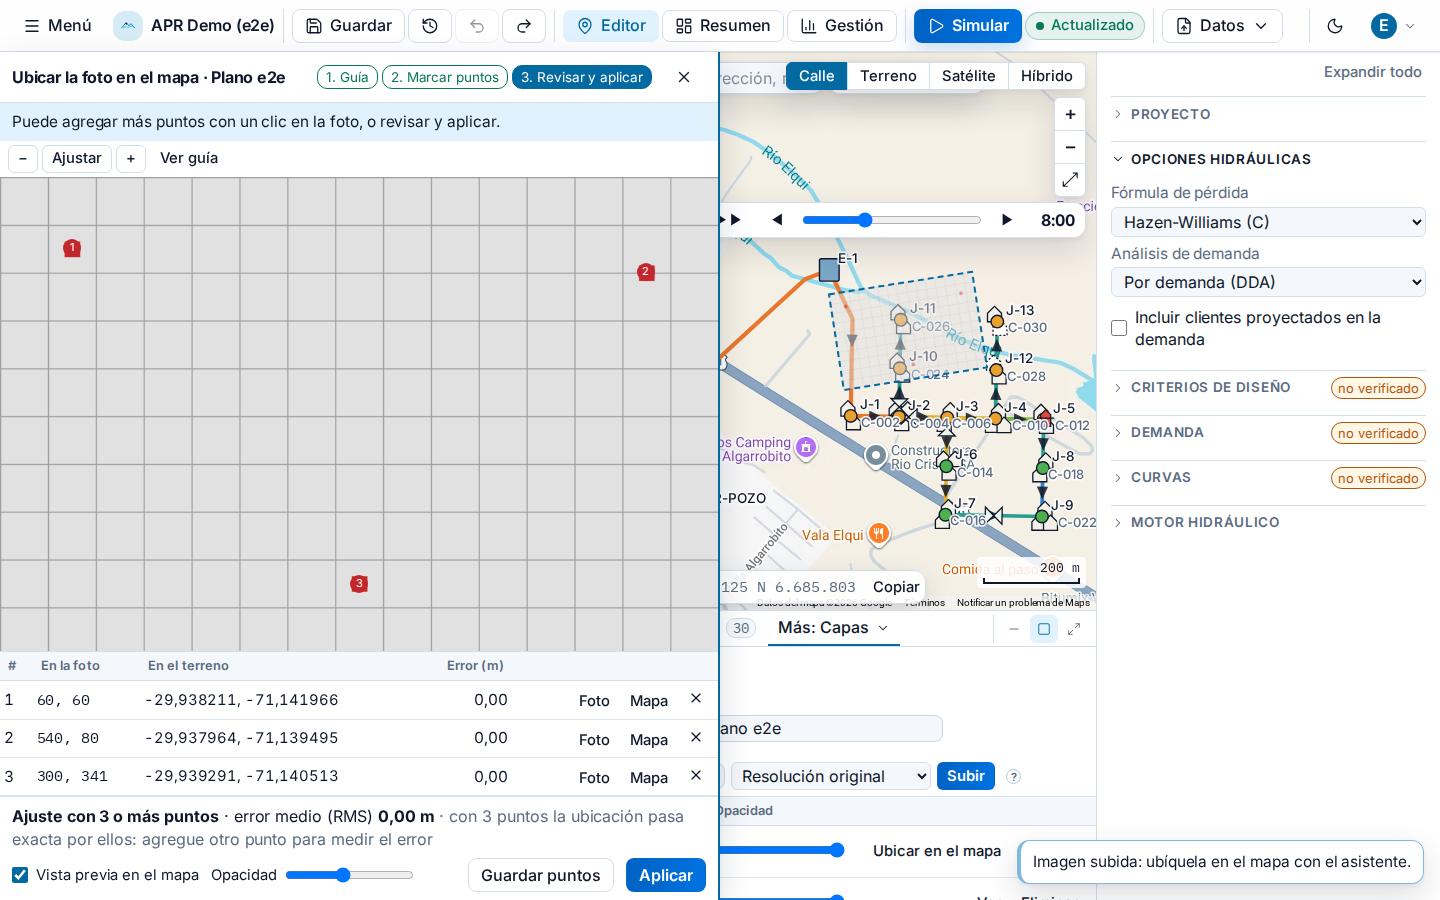 Menú
APR Demo (e2e)
Guardar
Editor
Resumen
Gestión
Simular
Actualizado
Datos
E
Ubicar la foto en el mapa · Plano e2e
1. Guía
2. Marcar puntos
3. Revisar y aplicar
Puede agregar más puntos con un clic en la foto, o revisar y aplicar.
−
Ajustar
+
Ver guía
1
2
3
# En la foto En el terreno Error (m)
1 60, 60 -29,938211, -71,141966 0,00 Foto Mapa
2 540, 80 -29,937964, -71,139495 0,00 Foto Mapa
3 300, 341 -29,939291, -71,140513 0,00 Foto Mapa
Ajuste con 3 o más puntos · error medio (RMS) 0,00 m · con 3 puntos la ubicación pasa
exacta por ellos: agregue otro punto para medir el error
Vista previa en el mapa
Opacidad
Guardar puntos
Aplicar
Calle
Terreno
Satélite
Híbrido
+
−
8:00
Río Elqui
E-1
J-11
C-026
J-13
C-030
Río Elqui
J-10
C-024
J-12
C-028
J-1
C-002
J-2
C-004
J-3
C-006
J-4
C-010
J-5
C-012
os Camping
Algarrobito
J-6
C-014
J-8
C-018
J-7
C-016
J-9
C-022
R-POZO
Vala Elqui
Algarrobito
200 m
125 N 6.685.803
Copiar
Términos
Notificar un problema de Maps
30
Más: Capas
ano e2e
Resolución original
Subir
?
Opacidad
Ubicar en el mapa
Expandir todo
PROYECTO
OPCIONES HIDRÁULICAS
Fórmula de pérdida
Hazen-Williams (C)
Análisis de demanda
Por demanda (DDA)
Incluir clientes proyectados en la
demanda
CRITERIOS DE DISEÑO
no verificado
DEMANDA
no verificado
CURVAS
no verificado
MOTOR HIDRÁULICO
Imagen subida: ubíquela en el mapa con el asistente.